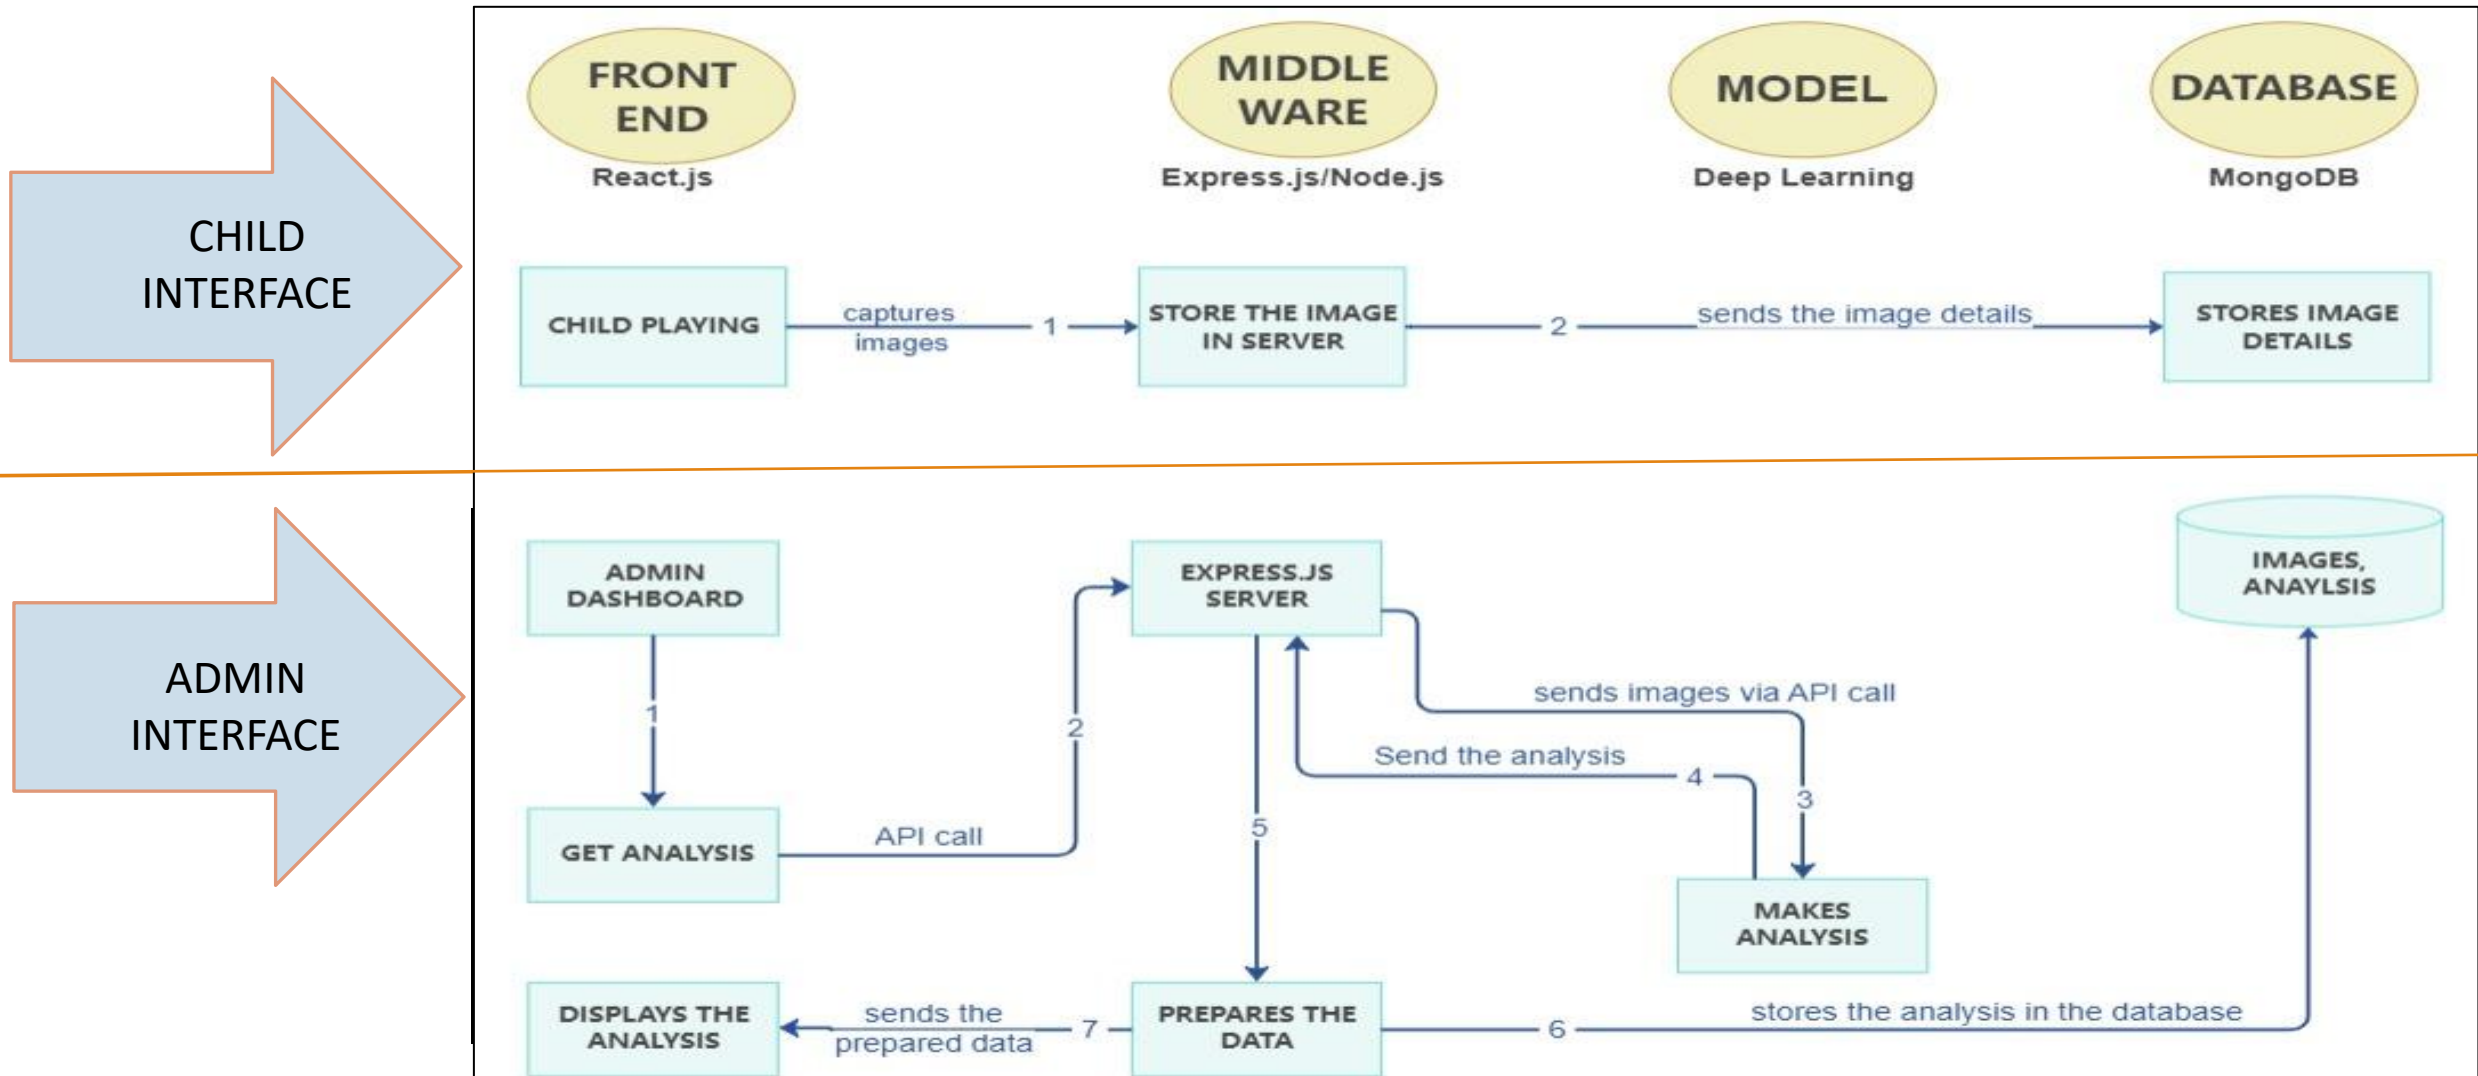 FRONT
END
React.js
MIDDLE
WARE
Express.js/Node.js
MODEL
Deep Learning
DATABASE
MongoDB
CHILD
INTERFACE
CHILD PLAYING
captures
images
1
STORE THE IMAGE
IN SERVER
2
sends the image details
STORES IMAGE
DETAILS
ADMIN
INTERFACE
ADMIN
DASHBOARD
1
GET ANALYSIS
API call
2
EXPRESS.JS
SERVER
sends images via API call
3
Send the analysis
4
MAKES
ANALYSIS
5
IMAGES,
ANAYLSIS
PREPARES THE
DATA
6
stores the analysis in the database
7
sends the
prepared data
DISPLAYS THE
ANALYSIS